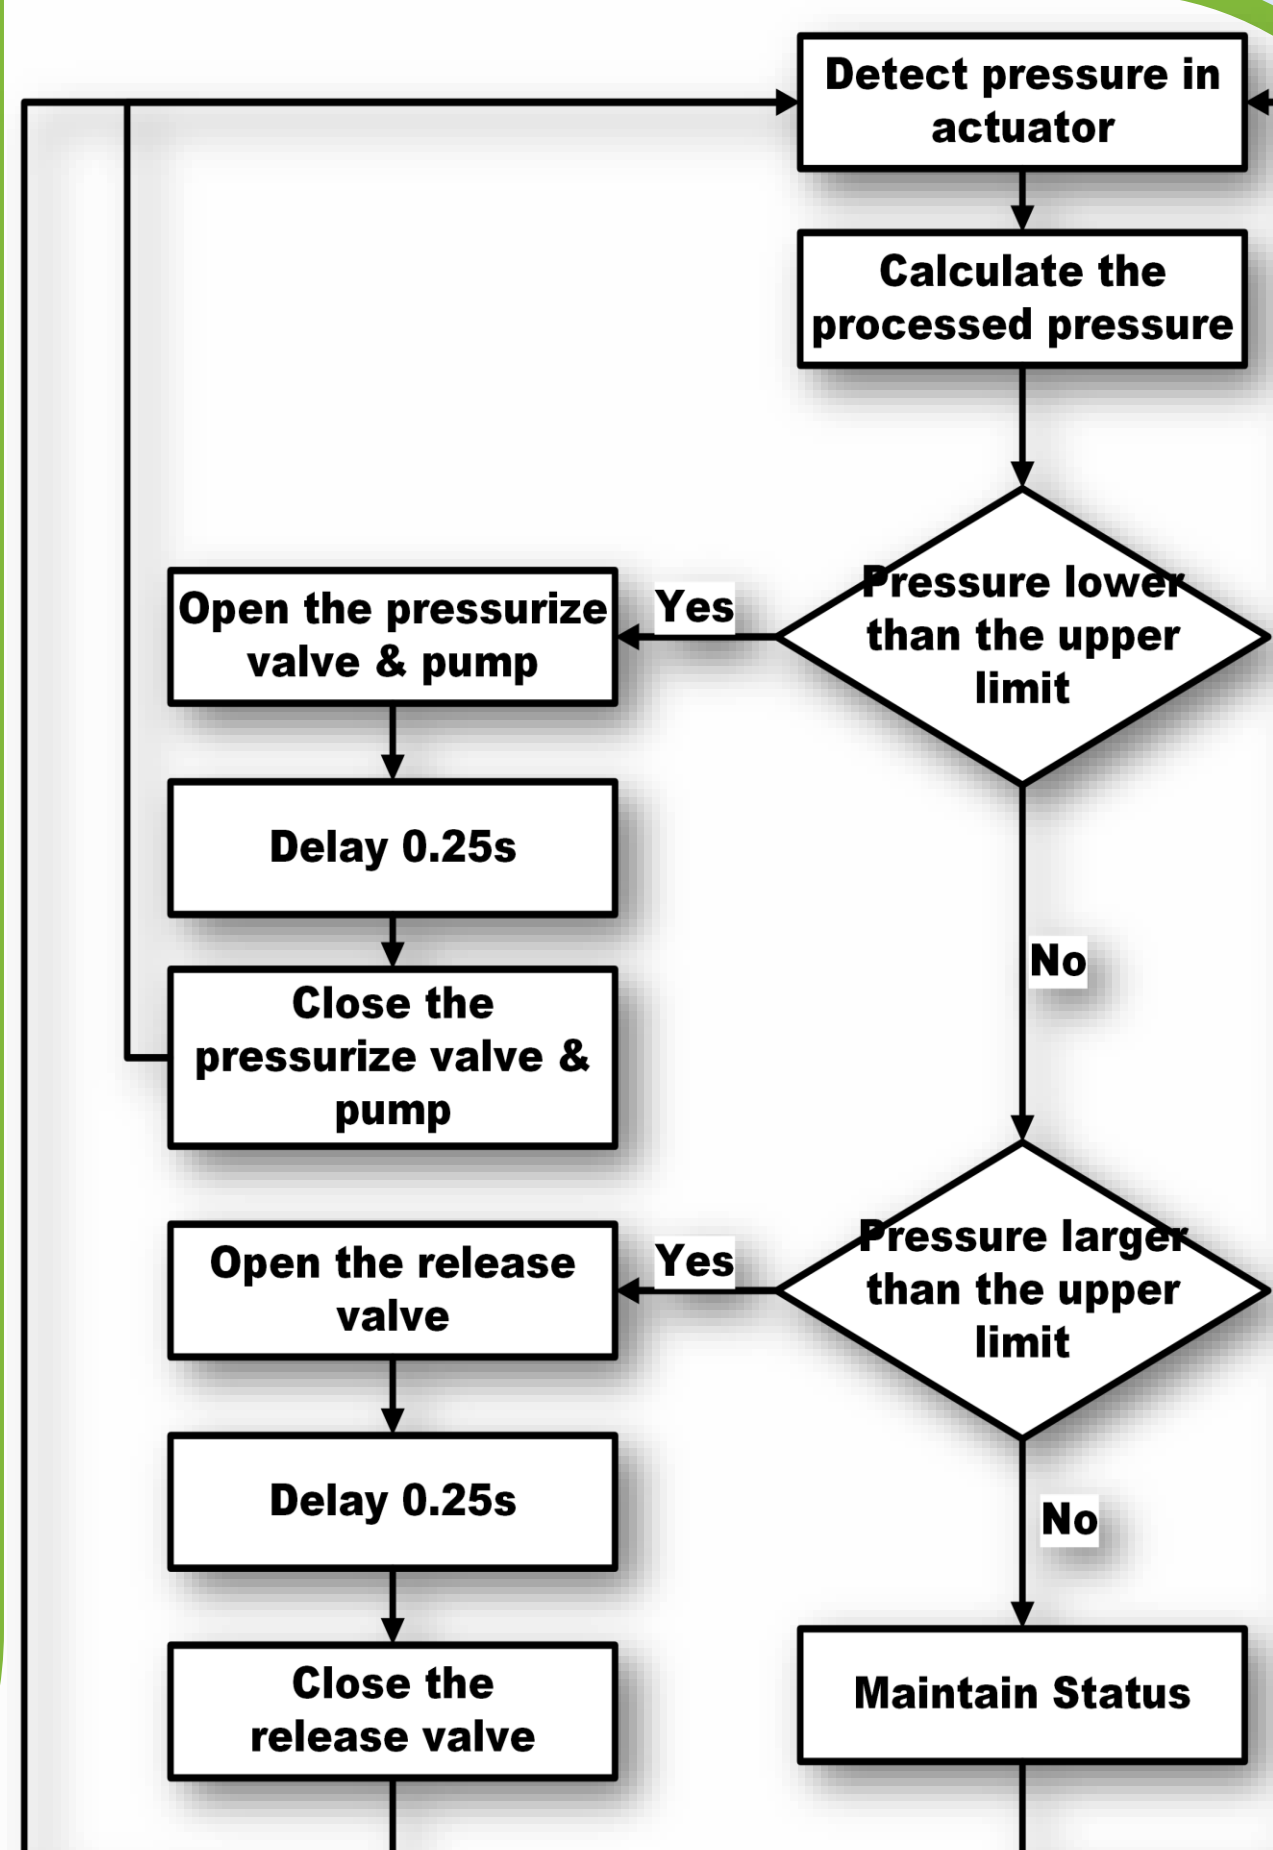 Detect pressure in
actuator
Calculate the
processed pressure
Pressure lower
than the upper
limit
Yes
Open the pressurize
valve & pump
Delay 0.25s
Close the
pressurize valve &
pump
No
Pressure larger
than the upper
limit
Yes
Open the release
valve
Delay 0.25s
Close the
release valve
No
Maintain Status